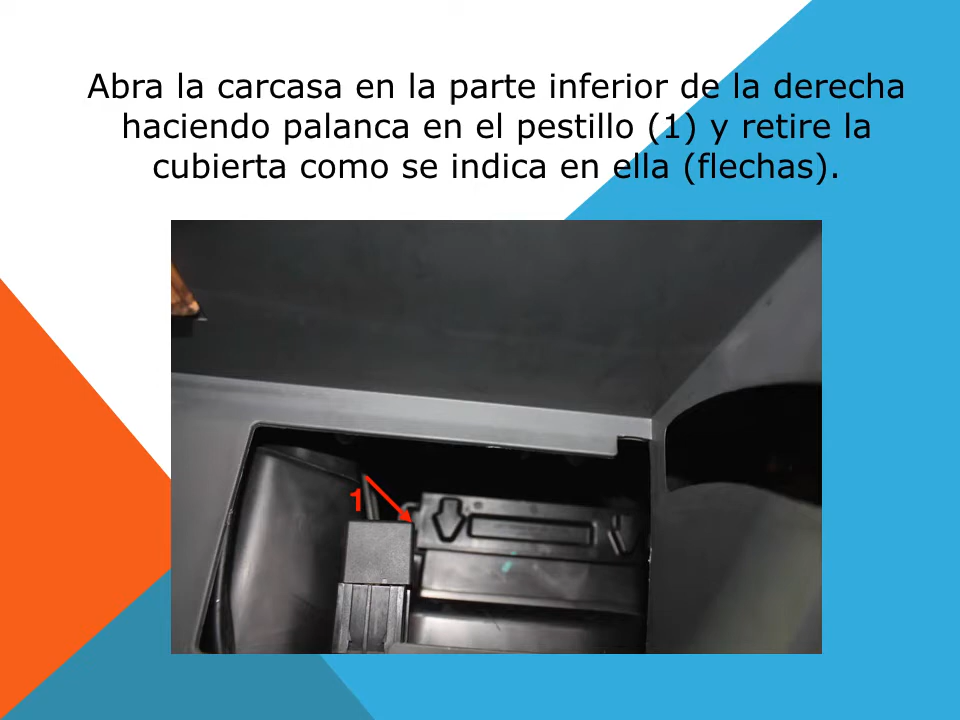 Abra la carcasa en la parte inferior de la derecha
haciendo palanca en el pestillo (1) y retire la
cubierta como se indica en ella (flechas).
1